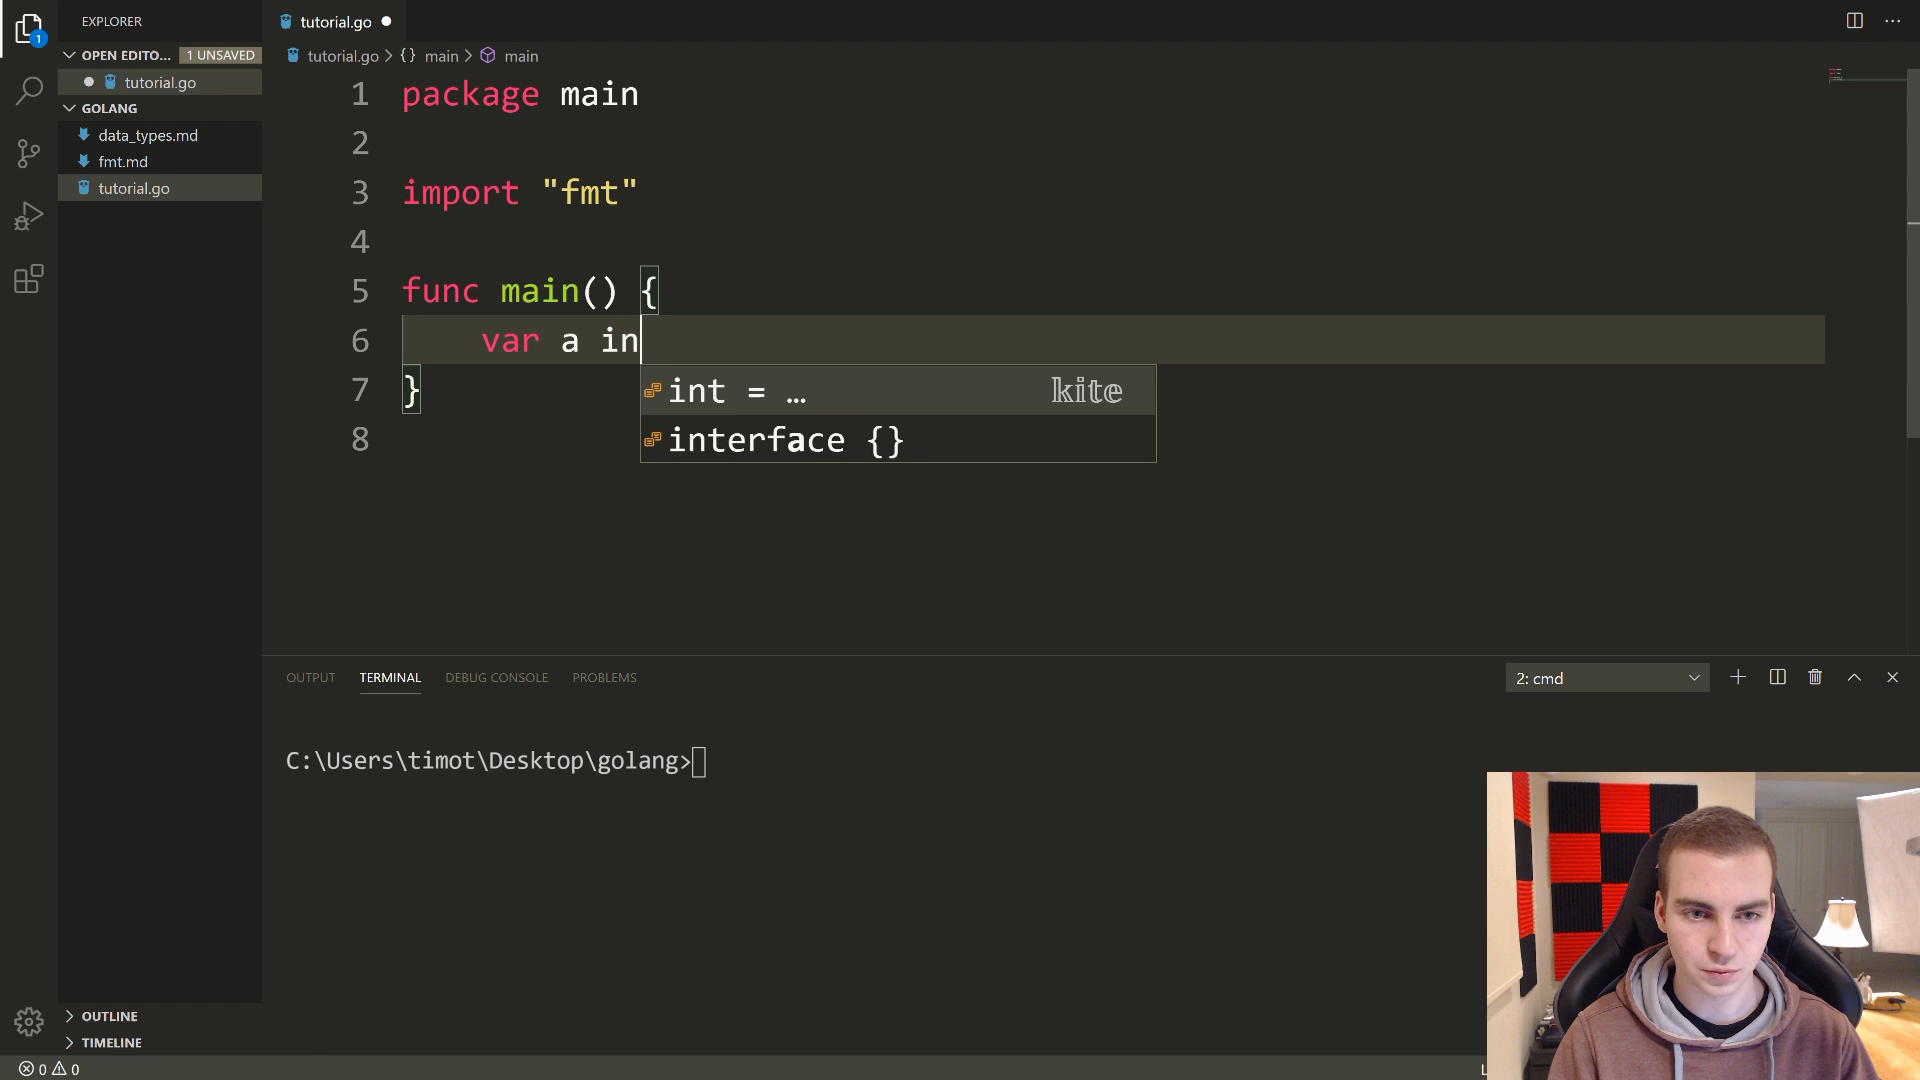 EXPLORER
1
OPEN EDITO... 1 UNSAVED
tutorial.go
GOLANG
data_types.md
fmt.md
tutorial.go
OUTLINE
TIMELINE
0 0
tutorial.go
tutorial.go > {} main > main
1 package main
2
3 import "fmt"
4
5 func main() {
6 var a in
7 }
8
int = … kite
interface {}
OUTPUT TERMINAL DEBUG CONSOLE PROBLEMS
2: cmd
C:\Users\timot\Desktop\golang>